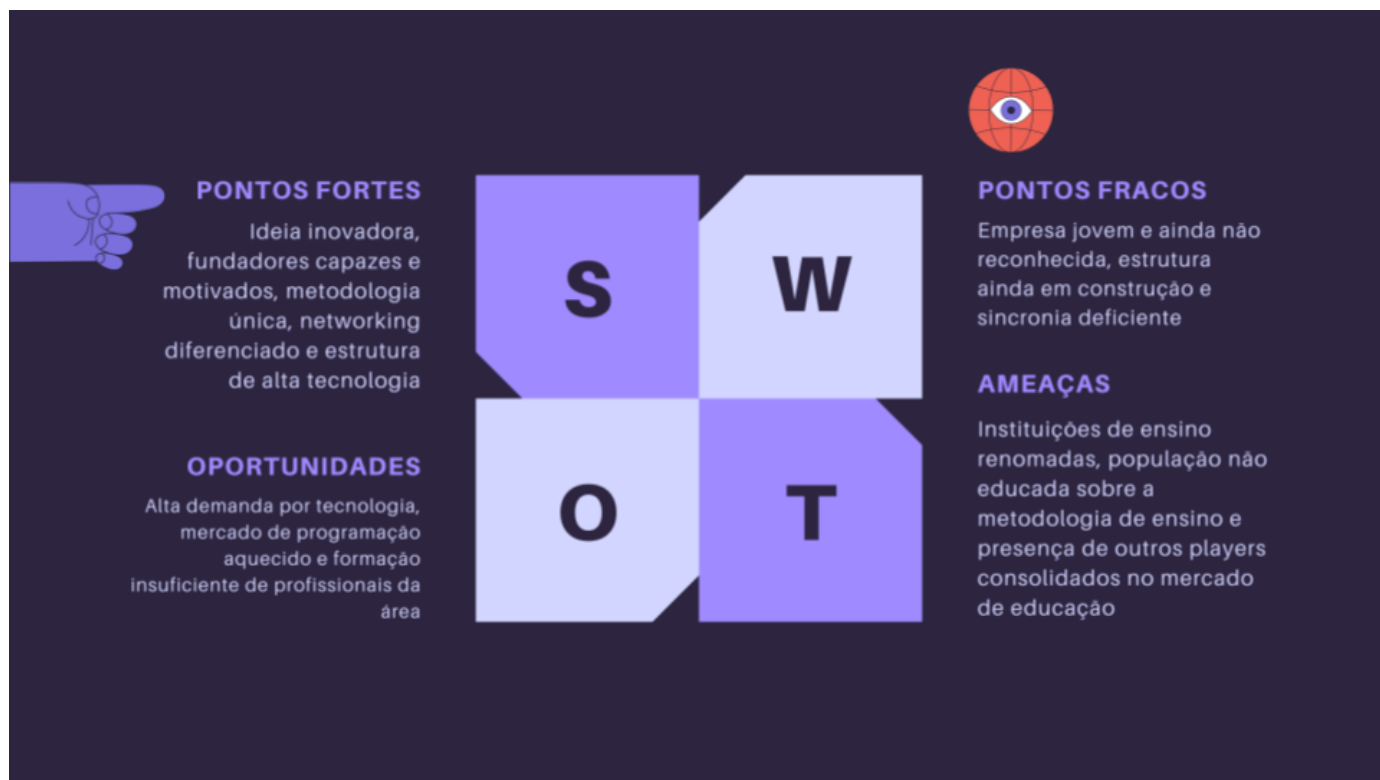 PONTOS FORTES
Ideia inovadora,
fundadores capazes e
motivados, metodologia
única, networking
diferenciado e estrutura
de alta tecnologia
OPORTUNIDADES
Alta demanda por tecnologia,
mercado de programação
aquecido e formação
insuficiente de profissionais da
área
S
W
O
T
PONTOS FRACOS
Empresa jovem e ainda não
reconhecida, estrutura
ainda em construção e
sincronia deficiente
AMEAÇAS
Instituições de ensino
renomadas, população não
educada sobre a
metodologia de ensino e
presença de outros players
consolidados no mercado
de educação